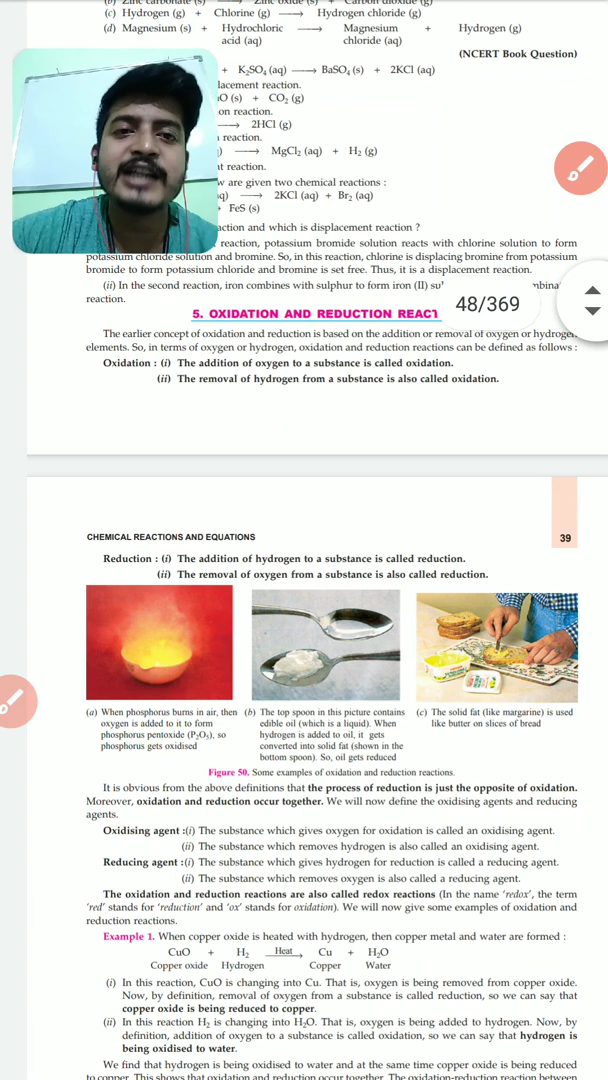 (b) Zinc carbonate (s) ⟶ Zinc oxide (s) + Carbon dioxide (g)
(c) Hydrogen (g) + Chlorine (g) ⟶ Hydrogen chloride (g)
(d) Magnesium (s) + Hydrochloric ⟶ Magnesium + Hydrogen (g)
acid (aq) chloride (aq)
(NCERT Book Question)
+ K₂SO₄ (aq) ⟶ BaSO₄ (s) + 2KCl (aq)
lacement reaction.
O (s) + CO₂ (g)
on reaction.
⟶ 2HCl (g)
reaction.
) ⟶ MgCl₂ (aq) + H₂ (g)
nt reaction.
w are given two chemical reactions :
q) ⟶ 2KCl (aq) + Br₂ (aq)
FeS (s)
action and which is displacement reaction ?
reaction, potassium bromide solution reacts with chlorine solution to form
potassium chloride solution and bromine. So, in this reaction, chlorine is displacing bromine from potassium
bromide to form potassium chloride and bromine is set free. Thus, it is a displacement reaction.
(ii) In the second reaction, iron combines with sulphur to form iron (II)
reaction.
48/369
5. OXIDATION AND REDUCTION REACT
The earlier concept of oxidation and reduction is based on the addition or removal of oxygen or hydrogen
elements. So, in terms of oxygen or hydrogen, oxidation and reduction reactions can be defined as follows :
Oxidation : (i) The addition of oxygen to a substance is called oxidation.
(ii) The removal of hydrogen from a substance is also called oxidation.
CHEMICAL REACTIONS AND EQUATIONS 39
Reduction : (i) The addition of hydrogen to a substance is called reduction.
(ii) The removal of oxygen from a substance is also called reduction.
(a) When phosphorus burns in air, then
oxygen is added to it to form
phosphorus pentoxide (P₂O₅), so
phosphorus gets oxidised
(b) The top spoon in this picture contains
edible oil (which is a liquid). When
hydrogen is added to oil, it gets
converted into solid fat (shown in the
bottom spoon). So, oil gets reduced
(c) The solid fat (like margarine) is used
like butter on slices of bread
Figure 50. Some examples of oxidation and reduction reactions.
It is obvious from the above definitions that the process of reduction is just the opposite of oxidation.
Moreover, oxidation and reduction occur together. We will now define the oxidising agents and reducing
agents.
Oxidising agent :(i) The substance which gives oxygen for oxidation is called an oxidising agent.
(ii) The substance which removes hydrogen is also called an oxidising agent.
Reducing agent :(i) The substance which gives hydrogen for reduction is called a reducing agent.
(ii) The substance which removes oxygen is also called a reducing agent.
The oxidation and reduction reactions are also called redox reactions (In the name 'redox', the term
'red' stands for 'reduction' and 'ox' stands for oxidation). We will now give some examples of oxidation and
reduction reactions.
Example 1. When copper oxide is heated with hydrogen, then copper metal and water are formed :
CuO + H₂ Heat⟶ Cu + H₂O
Copper oxide Hydrogen Copper Water
(i) In this reaction, CuO is changing into Cu. That is, oxygen is being removed from copper oxide.
Now, by definition, removal of oxygen from a substance is called reduction, so we can say that
copper oxide is being reduced to copper.
(ii) In this reaction H₂ is changing into H₂O. That is, oxygen is being added to hydrogen. Now, by
definition, addition of oxygen to a substance is called oxidation, so we can say that hydrogen is
being oxidised to water.
We find that hydrogen is being oxidised to water and at the same time copper oxide is being reduced
to copper. This shows that oxidation and reduction occur together. The oxidation-reduction reaction between